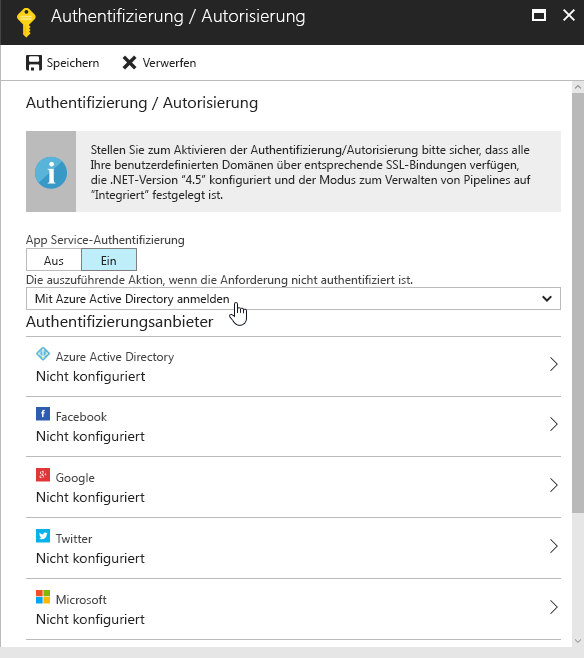 Authentifizierung / Autorisierung
Speichern
Verwerfen
Authentifizierung / Autorisierung
Stellen Sie zum Aktivieren der Authentifizierung/Autorisierung bitte sicher, dass alle
Ihre benutzerdefinierten Domänen über entsprechende SSL-Bindungen verfügen,
die .NET-Version "4.5" konfiguriert und der Modus zum Verwalten von Pipelines auf
"Integriert" festgelegt ist.
App Service-Authentifizierung
Aus
Ein
Die auszuführende Aktion, wenn die Anforderung nicht authentifiziert ist.
Mit Azure Active Directory anmelden
Authentifizierungsanbieter
Azure Active Directory
Nicht konfiguriert
Facebook
Nicht konfiguriert
Google
Nicht konfiguriert
Twitter
Nicht konfiguriert
Microsoft
Nicht konfiguriert